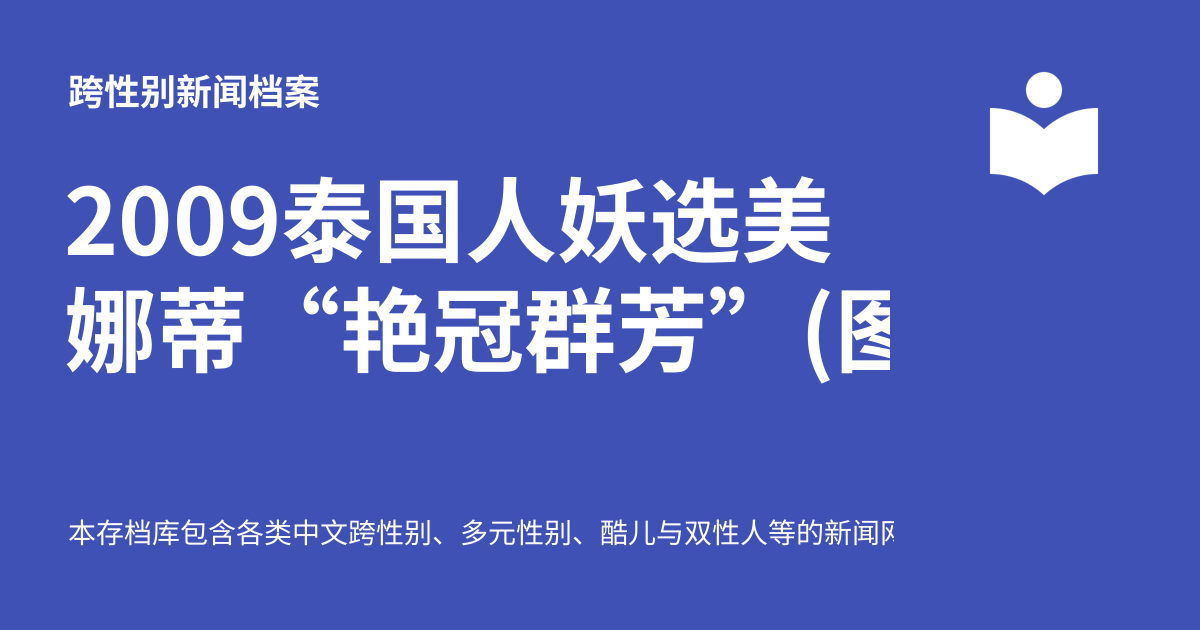 跨性别新闻档案
2009泰国人妖选美
娜蒂“艳冠群芳”(图
本存档库包含各类中文跨性别、多元性别、酷儿与双性人等的新闻